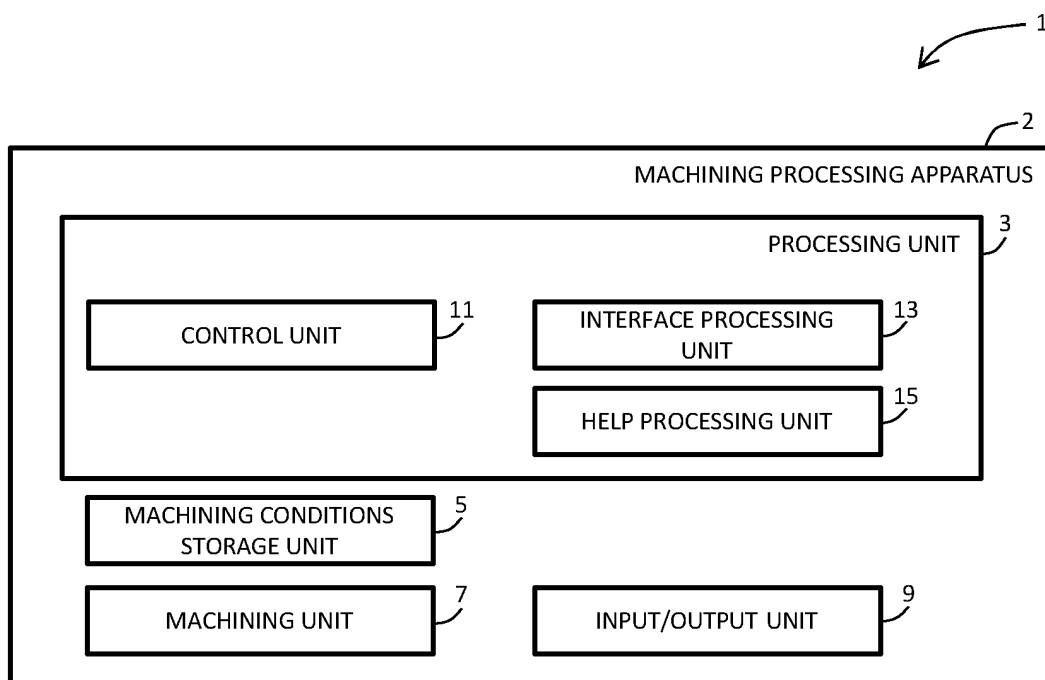 1
2
MACHINING PROCESSING APPARATUS
3
PROCESSING UNIT
11
CONTROL UNIT
13
INTERFACE PROCESSING
UNIT
15
HELP PROCESSING UNIT
5
MACHINING CONDITIONS
STORAGE UNIT
7
MACHINING UNIT
9
INPUT/OUTPUT UNIT